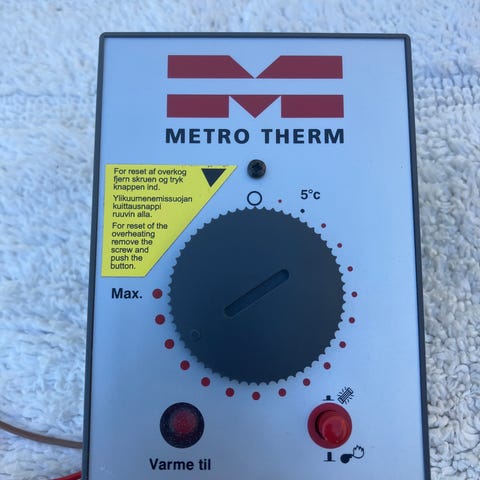 METRO THERM
For reset af overkog
fjern skruen og tryk
knappen ind.
Ylikuumenemissuojan
kuittausnappi
ruuvin alla.
For reset of the
overheating
remove the
screw and
push the
button.
5°c
Max.
Varme til